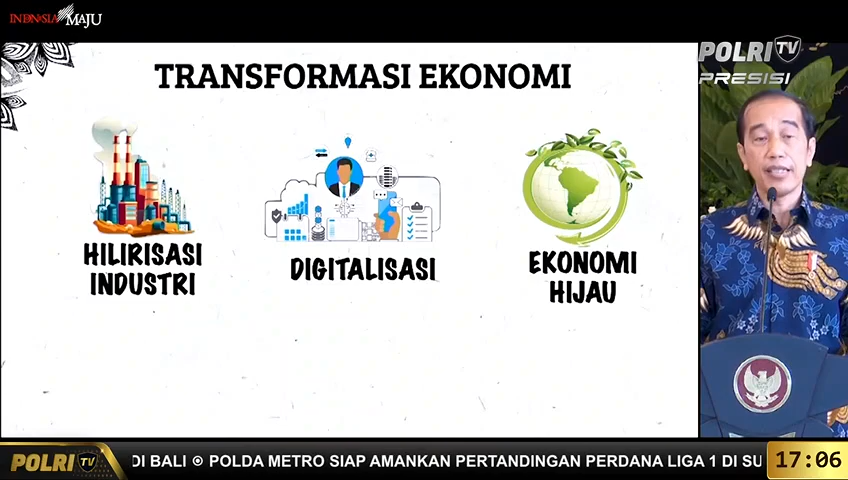 INDONESIA MAJU
TRANSFORMASI EKONOMI
HILIRISASI
INDUSTRI
DIGITALISASI
EKONOMI
HIJAU
POLRI TV
PRESISI
POLRI TV
DI BALI ⊙ POLDA METRO SIAP AMANKAN PERTANDINGAN PERDANA LIGA 1 DI SU
17:06